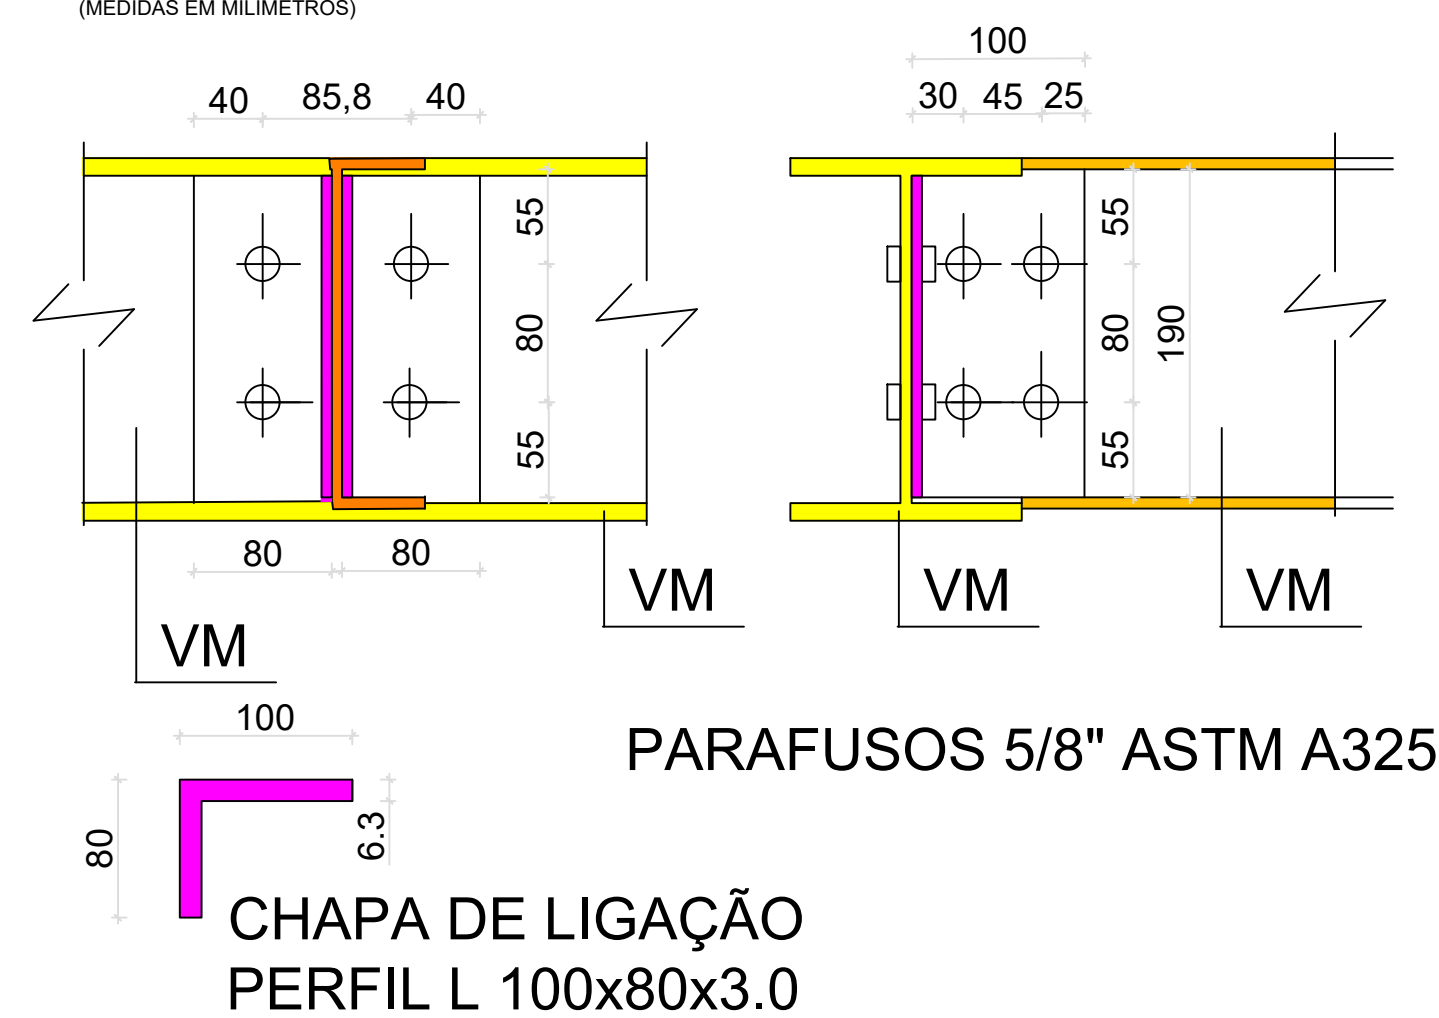 (MEDIDAS EM MILIMETROS)
100
40 85,8 40
30 45 25
55
80
55
55
80
190
55
80 80
VM
VM
VM
VM
100
PARAFUSOS 5/8" ASTM A325
80
6.3
CHAPA DE LIGAÇÃO
PERFIL L 100x80x3.0